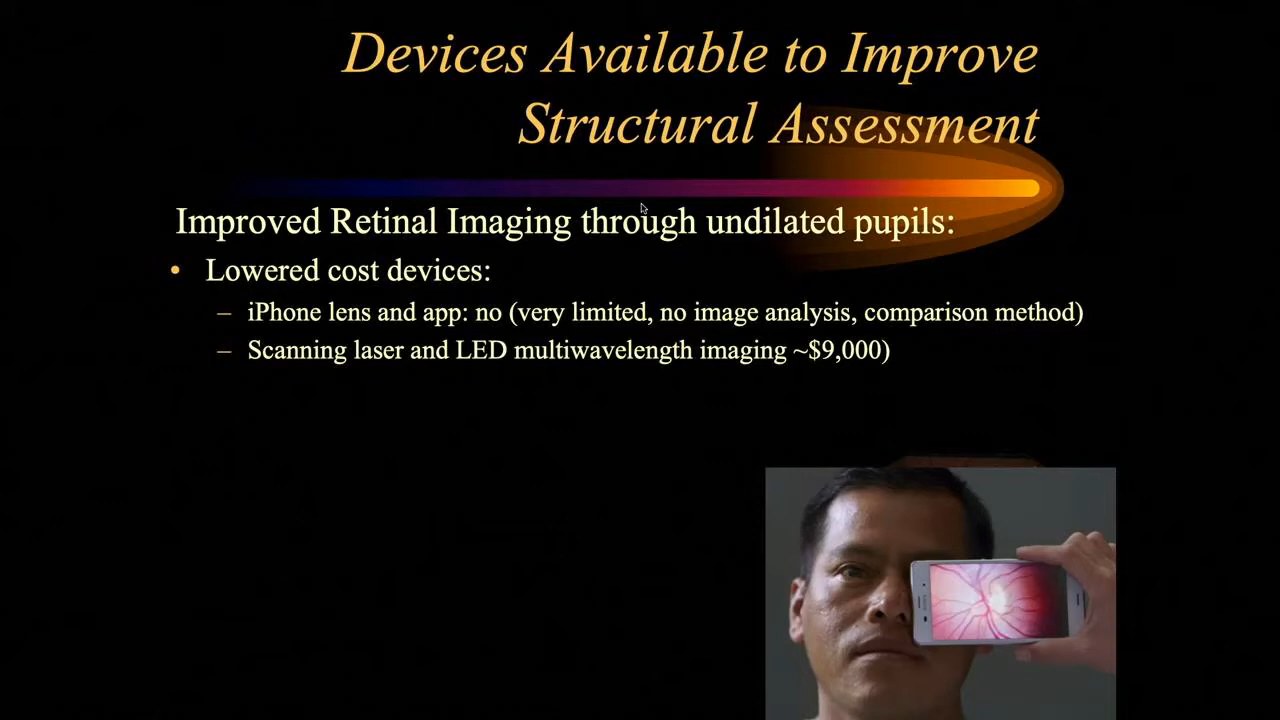 Devices Available to Improve
Structural Assessment
Improved Retinal Imaging through undilated pupils:
• Lowered cost devices:
– iPhone lens and app: no (very limited, no image analysis, comparison method)
– Scanning laser and LED multiwavelength imaging ~$9,000)